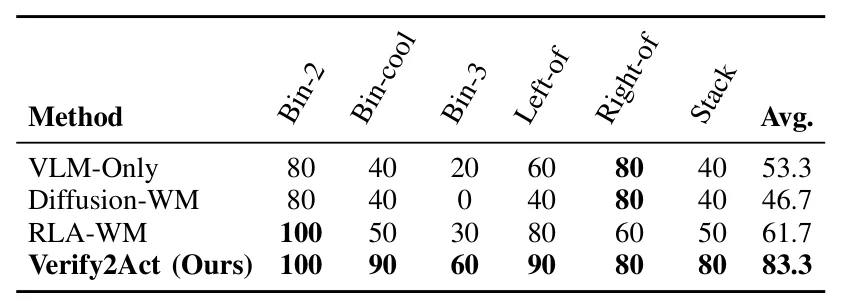 Method Bin-2 Bin-cool Bin-3 Left-of Right-of Stack Avg.
VLM-Only 80 40 20 60 80 40 53.3
Diffusion-WM 80 40 0 40 80 40 46.7
RLA-WM 100 50 30 80 60 50 61.7
Verify2Act (Ours) 100 90 60 90 80 80 83.3